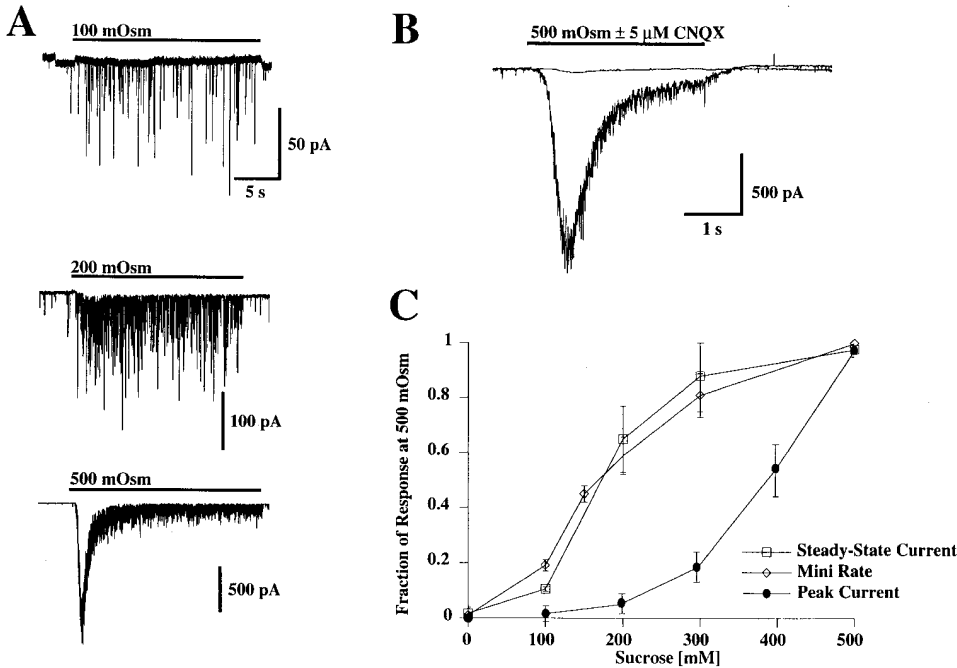 A
100 mOsm
50 pA
5 s
200 mOsm
100 pA
500 mOsm
500 pA
B
500 mOsm ± 5 µM CNQX
500 pA
1 s
C
Fraction of Response at 500 mOsm
1
0.8
0.6
0.4
0.2
0
0
100
200
300
400
500
Sucrose [mM]
Steady-State Current
Mini Rate
Peak Current